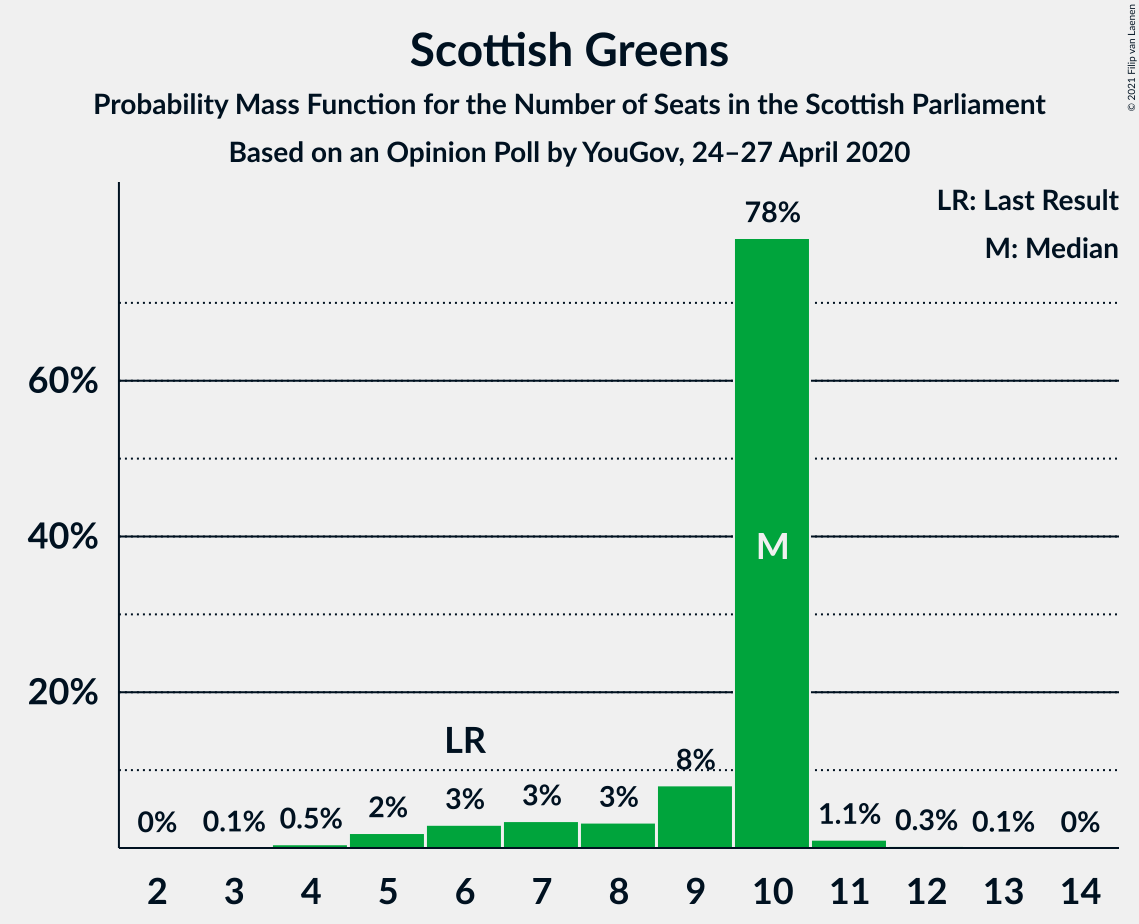 Scottish Greens
Probability Mass Function for the Number of Seats in the Scottish Parliament
Based on an Opinion Poll by YouGov, 24–27 April 2020
© 2021 Filip van Laenen
LR: Last Result
M: Median
78%
60%
40%
M
20%
LR
0%
0.1%
0.5%
2%
3%
3%
3%
8%
1.1%
0.3%
0.1%
0%
2 3 4 5 6 7 8 9 10 11 12 13 14